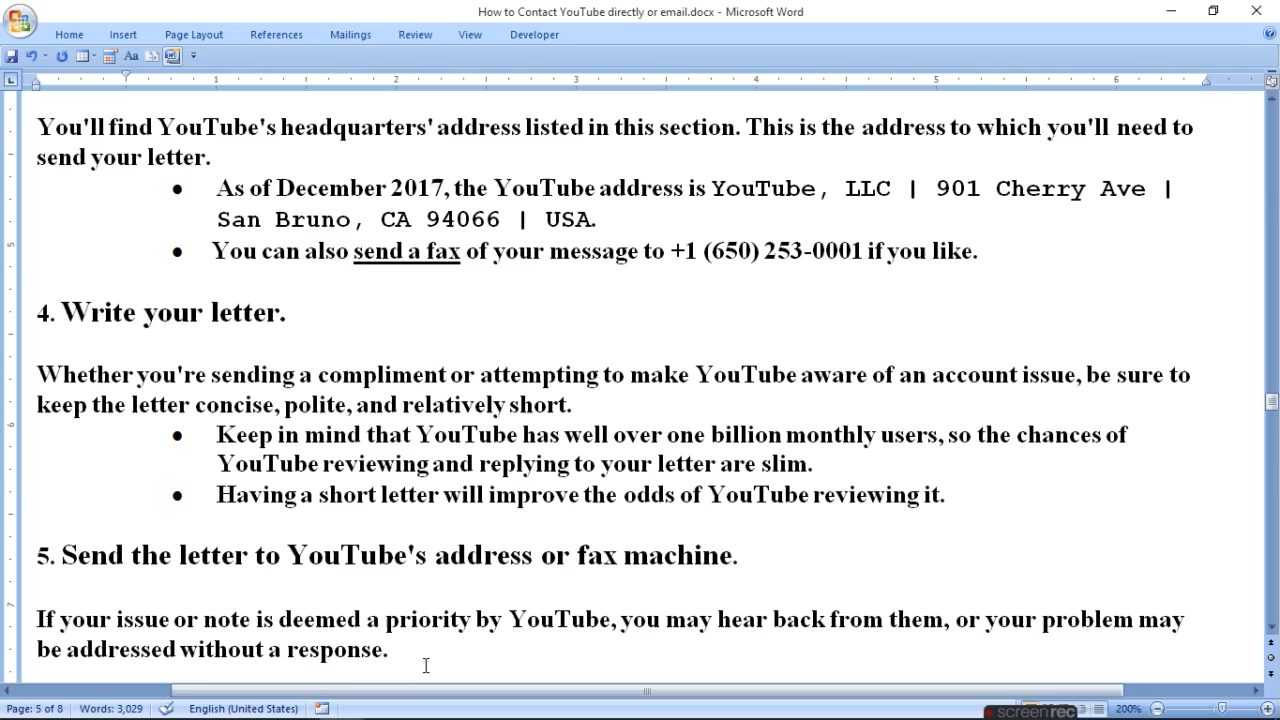 How to Contact YouTube directly or email.docx - Microsoft Word
Home Insert Page Layout References Mailings Review View Developer
Aa
1 2 3 4 5 6
You'll find YouTube's headquarters' address listed in this section. This is the address to which you'll need to
send your letter.
• As of December 2017, the YouTube address is YouTube, LLC | 901 Cherry Ave |
San Bruno, CA 94066 | USA.
• You can also send a fax of your message to +1 (650) 253-0001 if you like.
4. Write your letter.
Whether you're sending a compliment or attempting to make YouTube aware of an account issue, be sure to
keep the letter concise, polite, and relatively short.
• Keep in mind that YouTube has well over one billion monthly users, so the chances of
YouTube reviewing and replying to your letter are slim.
• Having a short letter will improve the odds of YouTube reviewing it.
5. Send the letter to YouTube's address or fax machine.
If your issue or note is deemed a priority by YouTube, you may hear back from them, or your problem may
be addressed without a response.
Page: 5 of 8 Words: 3,029 English (United States) screenrec 200%